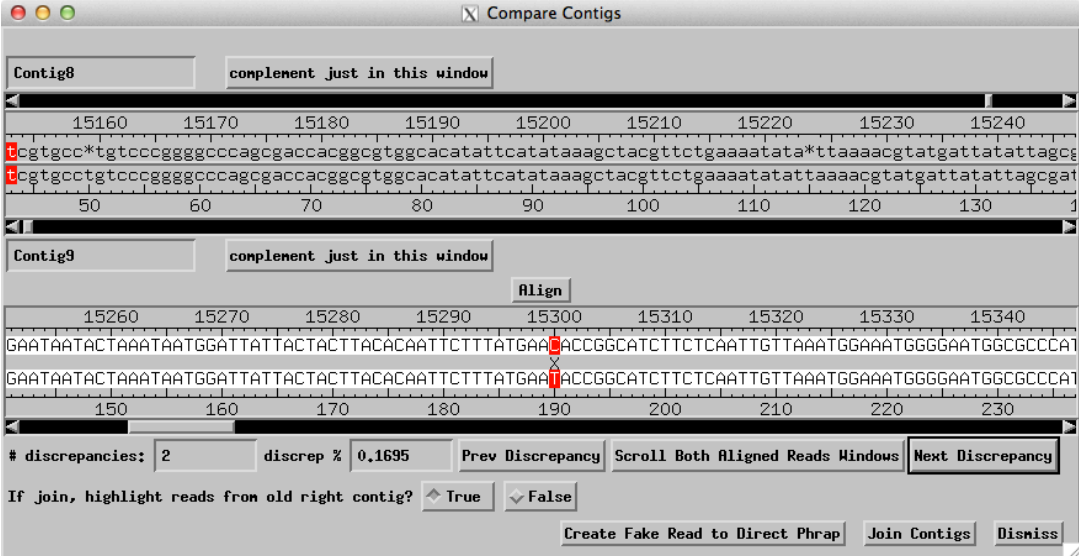 X Compare Contigs
Contig8 complement just in this window
15160 15170 15180 15190 15200 15210 15220 15230 15240
tcgtgcc*tgtcccggggcccagcgaccacggcgtggcacatattcatataaagctacgttctgaaaatata*ttaaaacgtatgattatattagcg
tcgtgcctgtcccggggcccagcgaccacggcgtggcacatattcatataaagctacgttctgaaaatatattaaaacgtatgattatattagcgat
50 60 70 80 90 100 110 120 130 1
Contig9 complement just in this window
Align
15260 15270 15280 15290 15300 15310 15320 15330 15340
GAATAATACTAAATAATGGATTATTACTACTTACACAATTCTTTATGAACACCGGCATCTTCTCAATTGTTAAATGGAAATGGGGAATGGCGCCCAT
X
GAATAATACTAAATAATGGATTATTACTACTTACACAATTCTTTATGAATACCGGCATCTTCTCAATTGTTAAATGGAAATGGGGAATGGCGCCCAT
150 160 170 180 190 200 210 220 230
# discrepancies: 2 discrep % 0.1695 Prev Discrepancy Scroll Both Aligned Reads Windows Next Discrepancy
If join, highlight reads from old right contig? True False
Create Fake Read to Direct Phrap Join Contigs Dismiss